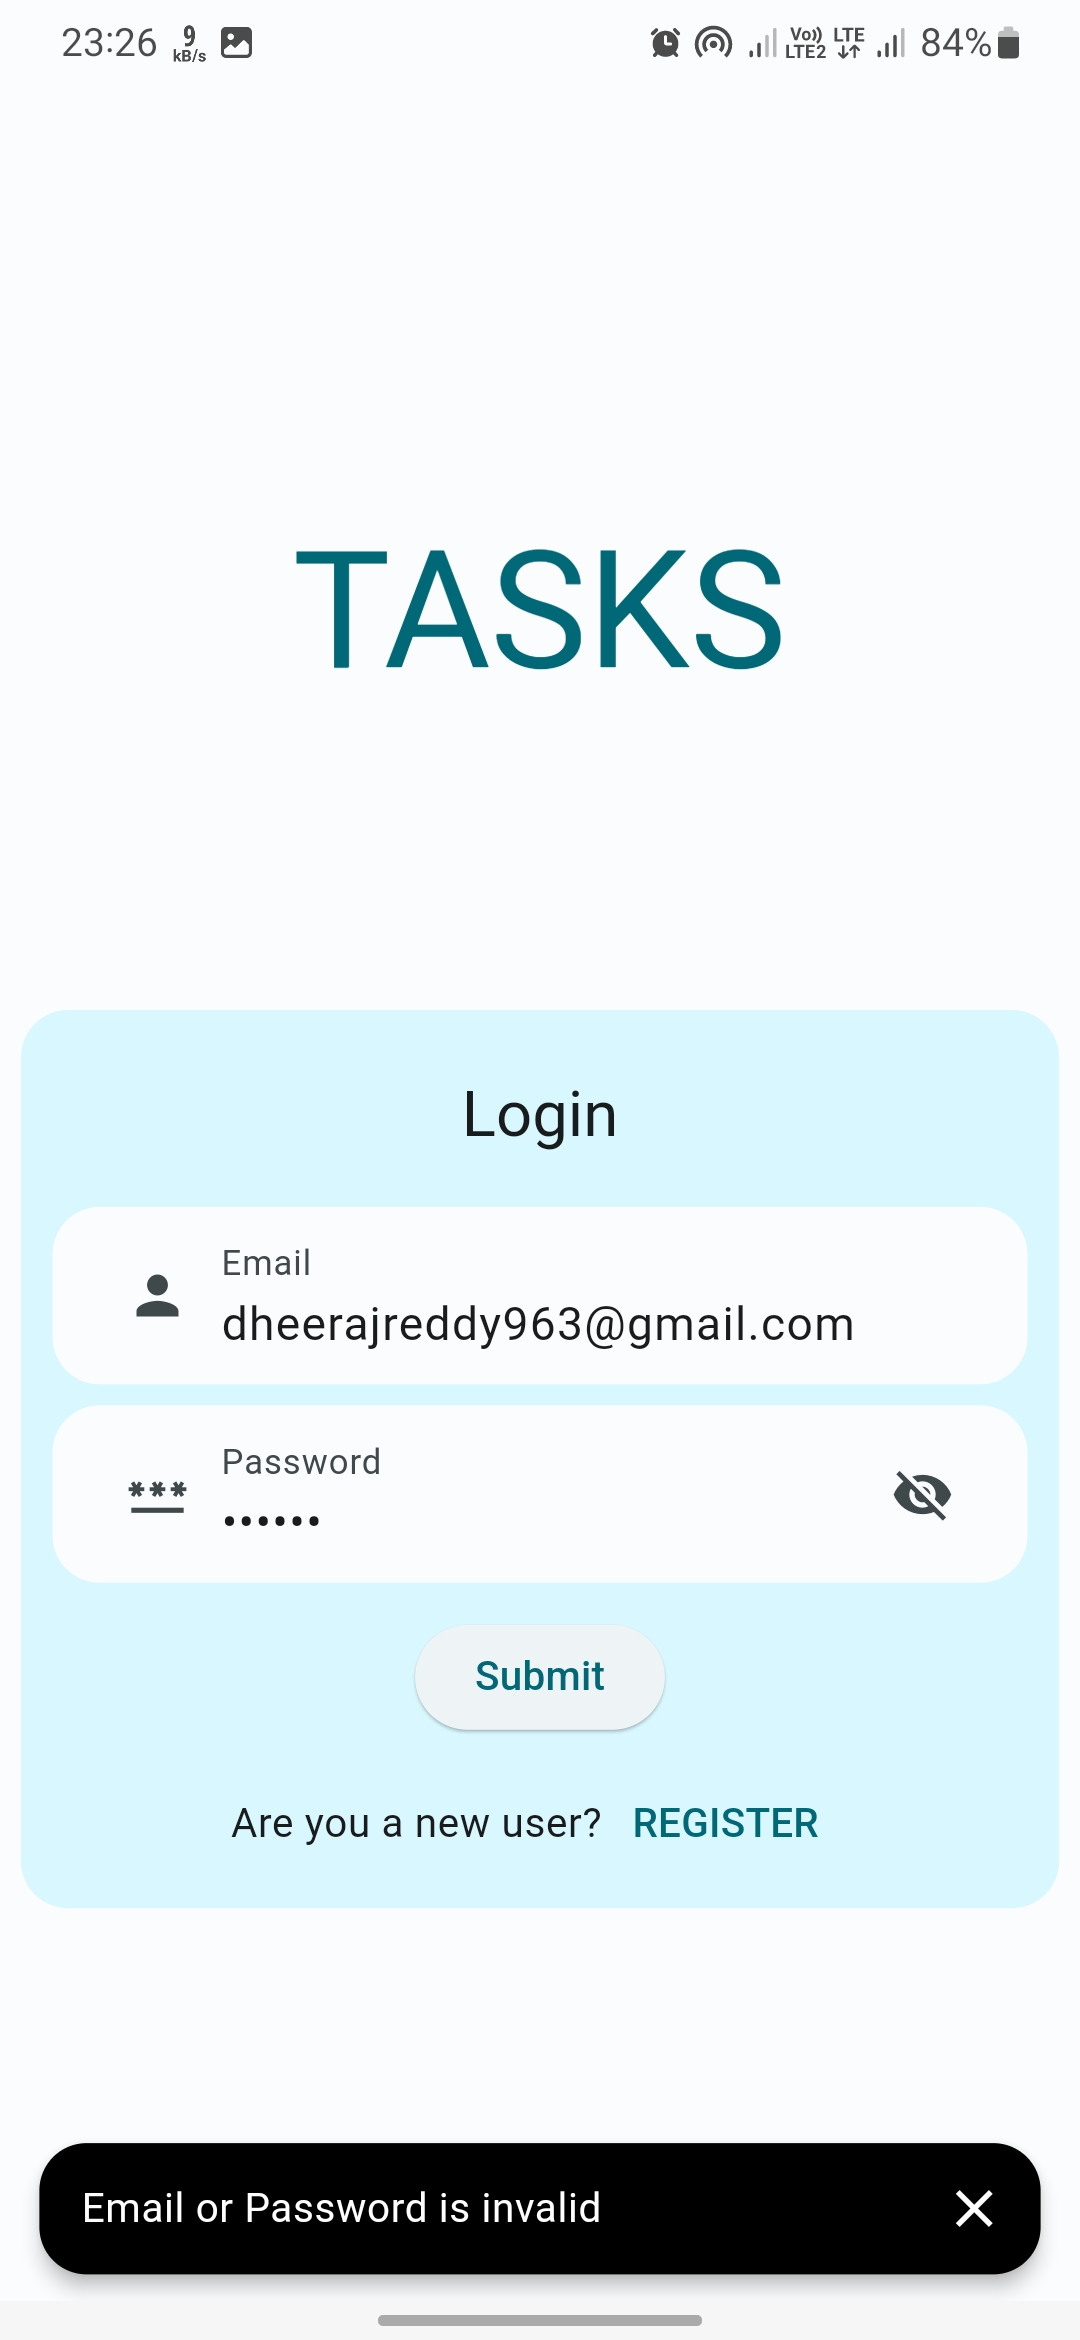 23:26 9 kB/s Vo)) LTE2 LTE 84%
TASKS
Login
Email
dheerajreddy963@gmail.com
Password
••••••
Submit
Are you a new user? REGISTER
Email or Password is invalid